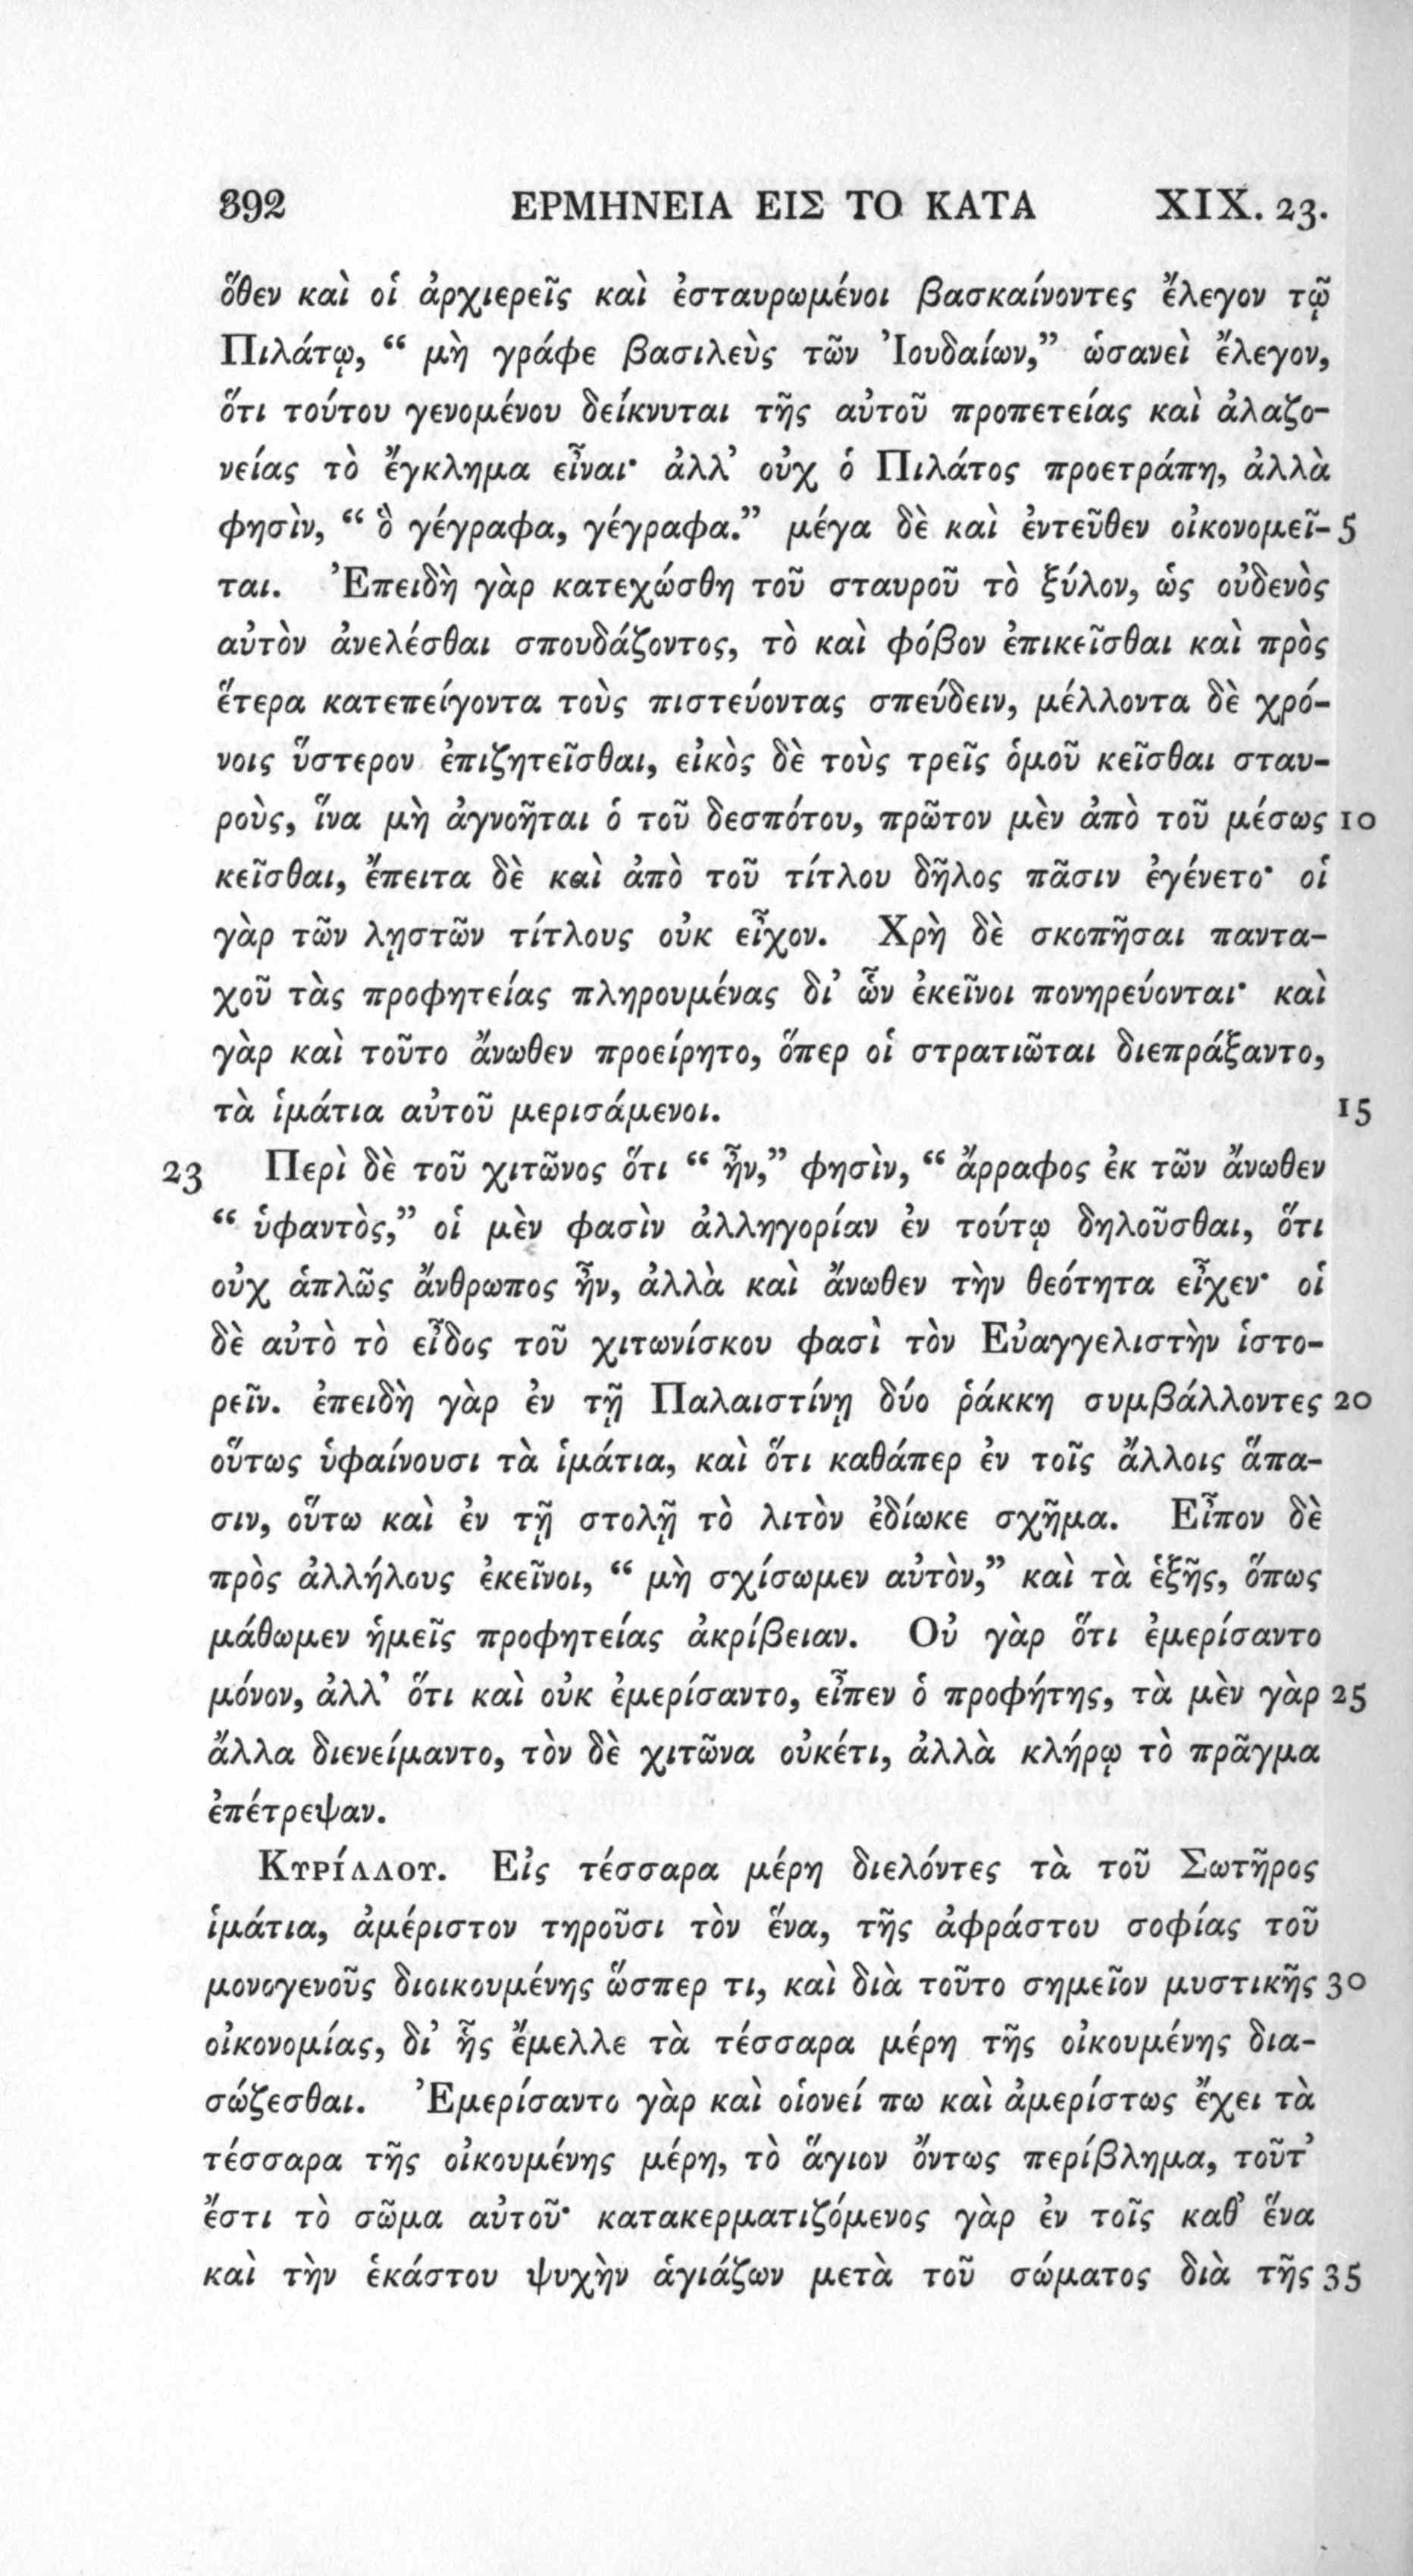 392 ΕΡΜΗΝΕΙΑ ΕΙΣ ΤΟ ΚΑΤΑ XIX. 23.
ὅθεν καὶ οἱ ἀρχιερεῖς καὶ ἐσταυρωμένοι βασκαίνοντες ἔλεγον τῷ
Πιλάτῳ, “ μὴ γράφε βασιλεὺς τῶν Ἰουδαίων,” ὡσανεὶ ἔλεγον,
ὅτι τούτου γενομένου δείκνυται τῆς αὐτοῦ προπετείας καὶ ἀλαζο-
νείας τὸ ἔγκλημα εἶναι· ἀλλ’ οὐχ ὁ Πιλάτος προετράπη, ἀλλὰ
φησὶν, “ ὃ γέγραφα, γέγραφα.” μέγα δὲ καὶ ἐντεῦθεν οἰκονομεῖ- 5
ται. Ἐπειδὴ γὰρ κατεχώσθη τοῦ σταυροῦ τὸ ξύλον, ὡς οὐδενὸς
αὐτὸν ἀνελέσθαι σπουδάζοντος, τὸ καὶ φόβον ἐπικεῖσθαι καὶ πρὸς
ἕτερα κατεπείγοντα τοὺς πιστεύοντας σπεύδειν, μέλλοντα δὲ χρό-
νοις ὕστερον ἐπιζητεῖσθαι, εἰκὸς δὲ τοὺς τρεῖς ὁμοῦ κεῖσθαι σταυ-
ροὺς, ἵνα μὴ ἀγνοῆται ὁ τοῦ δεσπότου, πρῶτον μὲν ἀπὸ τοῦ μέσως 10
κεῖσθαι, ἔπειτα δὲ καὶ ἀπὸ τοῦ τίτλου δῆλος πᾶσιν ἐγένετο· οἱ
γὰρ τῶν λῃστῶν τίτλους οὐκ εἶχον. Χρὴ δὲ σκοπῆσαι παντα-
χοῦ τὰς προφητείας πληρουμένας δι’ ὧν ἐκεῖνοι πονηρεύονται· καὶ
γὰρ καὶ τοῦτο ἄνωθεν προείρητο, ὅπερ οἱ στρατιῶται διεπράξαντο,
τὰ ἱμάτια αὐτοῦ μερισάμενοι. 15
23 Περὶ δὲ τοῦ χιτῶνος ὅτι “ ἦν,” φησὶν, “ ἄρραφος ἐκ τῶν ἄνωθεν
“ ὑφαντὸς,” οἱ μὲν φασὶν ἀλληγορίαν ἐν τούτῳ δηλοῦσθαι, ὅτι
οὐχ ἁπλῶς ἄνθρωπος ἦν, ἀλλὰ καὶ ἄνωθεν τὴν θεότητα εἶχεν· οἱ
δὲ αὐτὸ τὸ εἶδος τοῦ χιτωνίσκου φασὶ τὸν Εὐαγγελιστὴν ἱστο-
ρεῖν. ἐπειδὴ γὰρ ἐν τῇ Παλαιστίνῃ δύο ῥάκκη συμβάλλοντες 20
οὕτως ὑφαίνουσι τὰ ἱμάτια, καὶ ὅτι καθάπερ ἐν τοῖς ἄλλοις ἅπα-
σιν, οὕτω καὶ ἐν τῇ στολῇ τὸ λιτὸν ἐδίωκε σχῆμα. Εἶπον δὲ
πρὸς ἀλλήλους ἐκεῖνοι, “ μὴ σχίσωμεν αὐτὸν,” καὶ τὰ ἑξῆς, ὅπως
μάθωμεν ἡμεῖς προφητείας ἀκρίβειαν. Οὐ γὰρ ὅτι ἐμερίσαντο
μόνον, ἀλλ’ ὅτι καὶ οὐκ ἐμερίσαντο, εἶπεν ὁ προφήτης, τὰ μὲν γὰρ 25
ἄλλα διενείμαντο, τὸν δὲ χιτῶνα οὐκέτι, ἀλλὰ κλήρῳ τὸ πρᾶγμα
ἐπέτρεψαν.
Κυρίλλου. Εἰς τέσσαρα μέρη διελόντες τὰ τοῦ Σωτῆρος
ἱμάτια, ἀμέριστον τηροῦσι τὸν ἕνα, τῆς ἀφράστου σοφίας τοῦ
μονογενοῦς διοικουμένης ὥσπερ τι, καὶ διὰ τοῦτο σημεῖον μυστικῆς 30
οἰκονομίας, δι’ ἧς ἔμελλε τὰ τέσσαρα μέρη τῆς οἰκουμένης δια-
σώζεσθαι. Ἐμερίσαντο γὰρ καὶ οἱονεί πω καὶ ἀμερίστως ἔχει τὰ
τέσσαρα τῆς οἰκουμένης μέρη, τὸ ἅγιον ὄντως περίβλημα, τοῦτ’
ἔστι τὸ σῶμα αὐτοῦ· κατακερματιζόμενος γὰρ ἐν τοῖς καθ’ ἕνα
καὶ τὴν ἑκάστου ψυχὴν ἁγιάζων μετὰ τοῦ σώματος διὰ τῆς 35